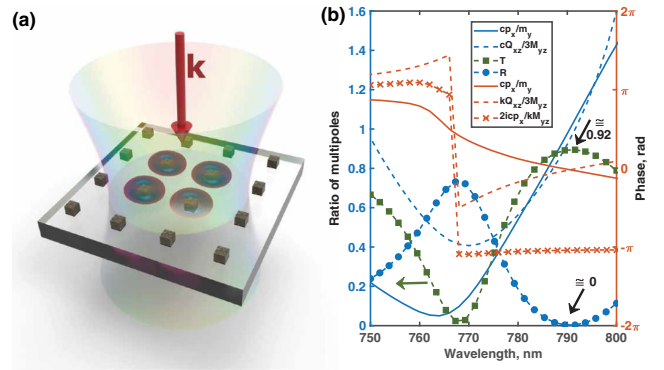 (a)
k
(b)
cp_x/m_y
cQ_xz/3M_yz
T
R
cp_x/m_y
kQ_xz/3M_yz
2icp_x/kM_yz
≅
0.92
≅ 0
Ratio of multipoles
1.6
1.4
1.2
1
0.8
0.6
0.4
0.2
0
750
760
770
780
790
800
Wavelength, nm
2π
π
0
-π
-2π
Phase, rad